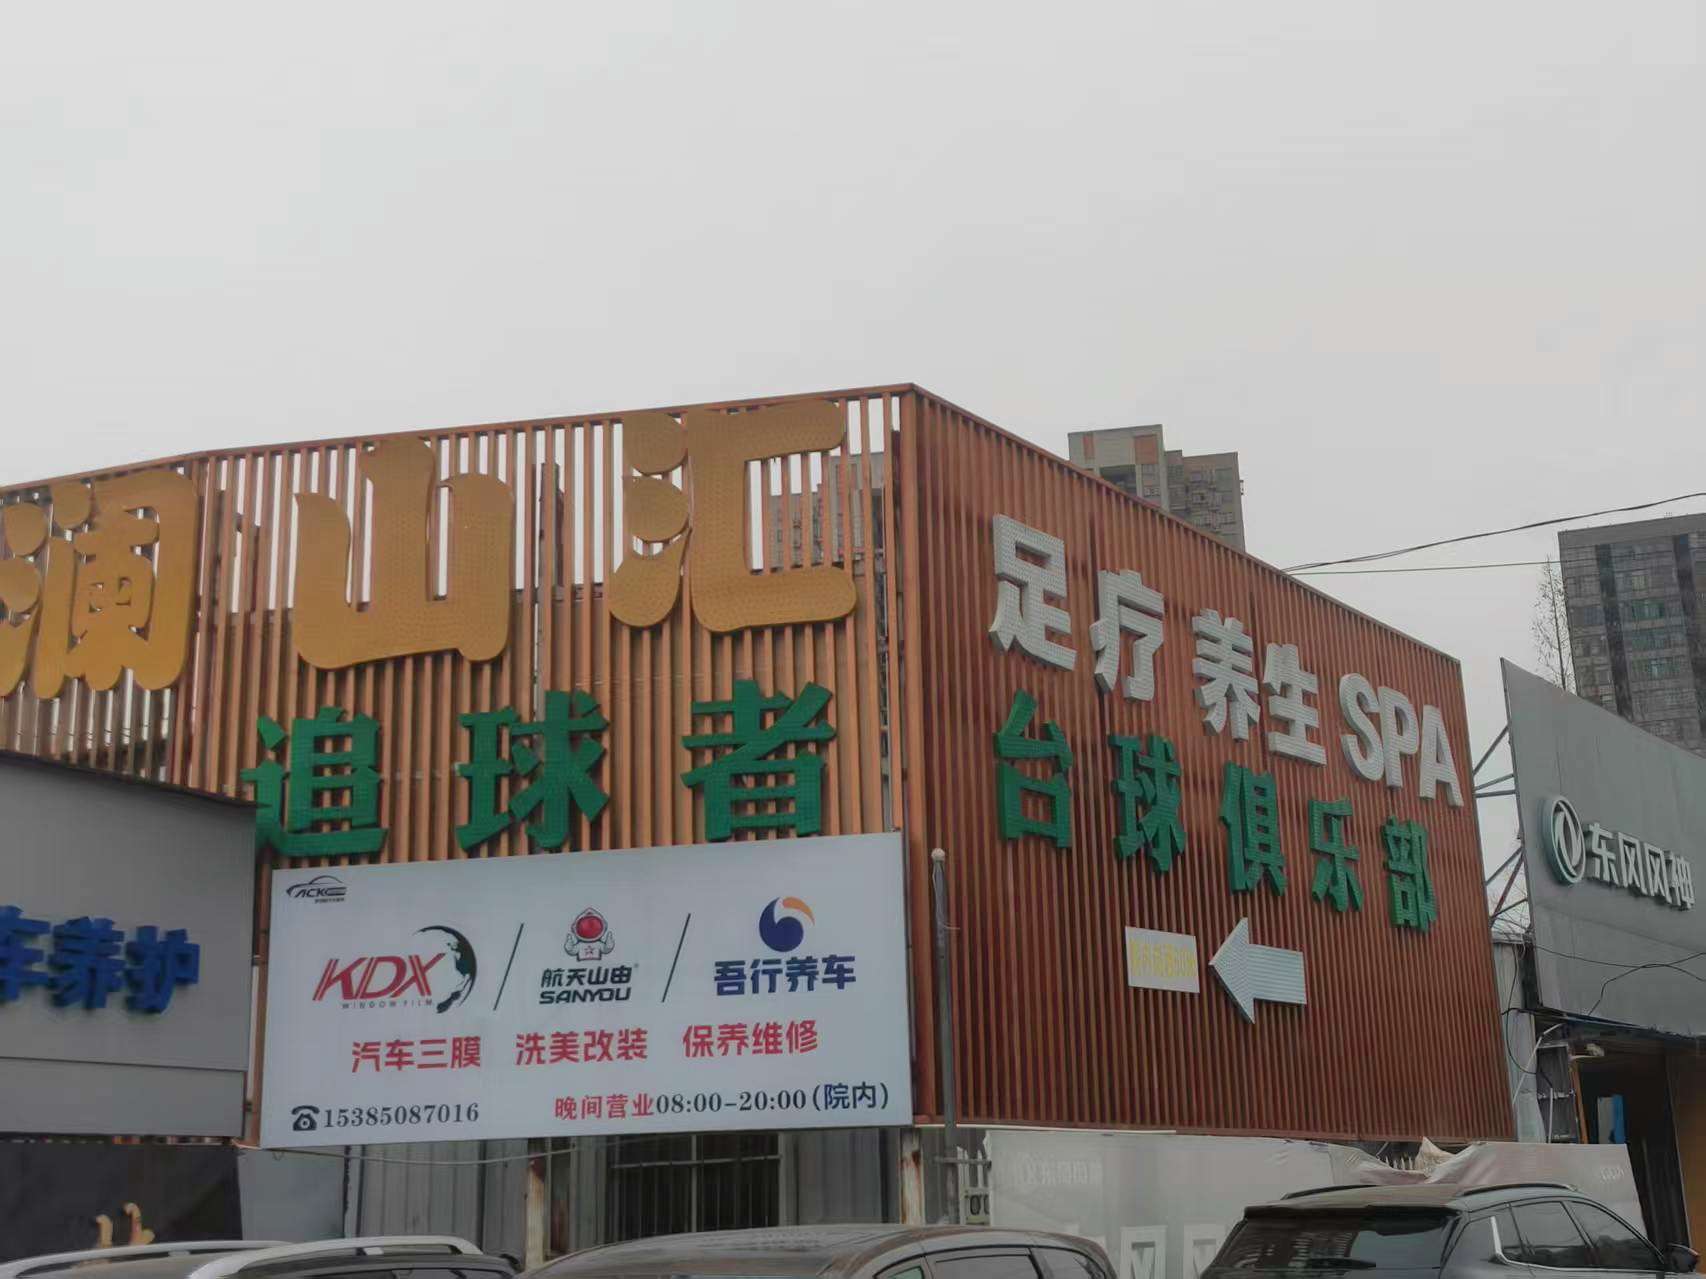 澜山汇
追球者
足疗 养生 SPA
台球俱乐部
车养护
ACK
KDX
WINDOW FILM
航天山由
SANYOU
吾行养车
汽车三膜 洗美改装 保养维修
15385087016
晚间营业08:00-20:00(院内)
东风风神